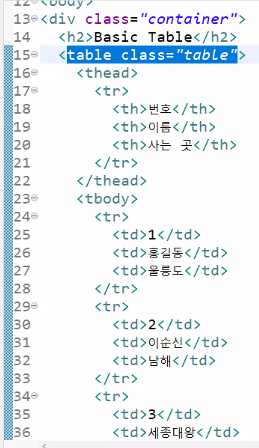 12 <body>
13 <div class="container">
14 <h2>Basic Table</h2>
15 <table class="table">
16 <thead>
17 <tr>
18 <th>번호</th>
19 <th>이름</th>
20 <th>사는 곳</th>
21 </tr>
22 </thead>
23 <tbody>
24 <tr>
25 <td>1</td>
26 <td>홍길동</td>
27 <td>울릉도</td>
28 </tr>
29 <tr>
30 <td>2</td>
31 <td>이순신</td>
32 <td>남해</td>
33 </tr>
34 <tr>
35 <td>3</td>
36 <td>세종대왕</td>